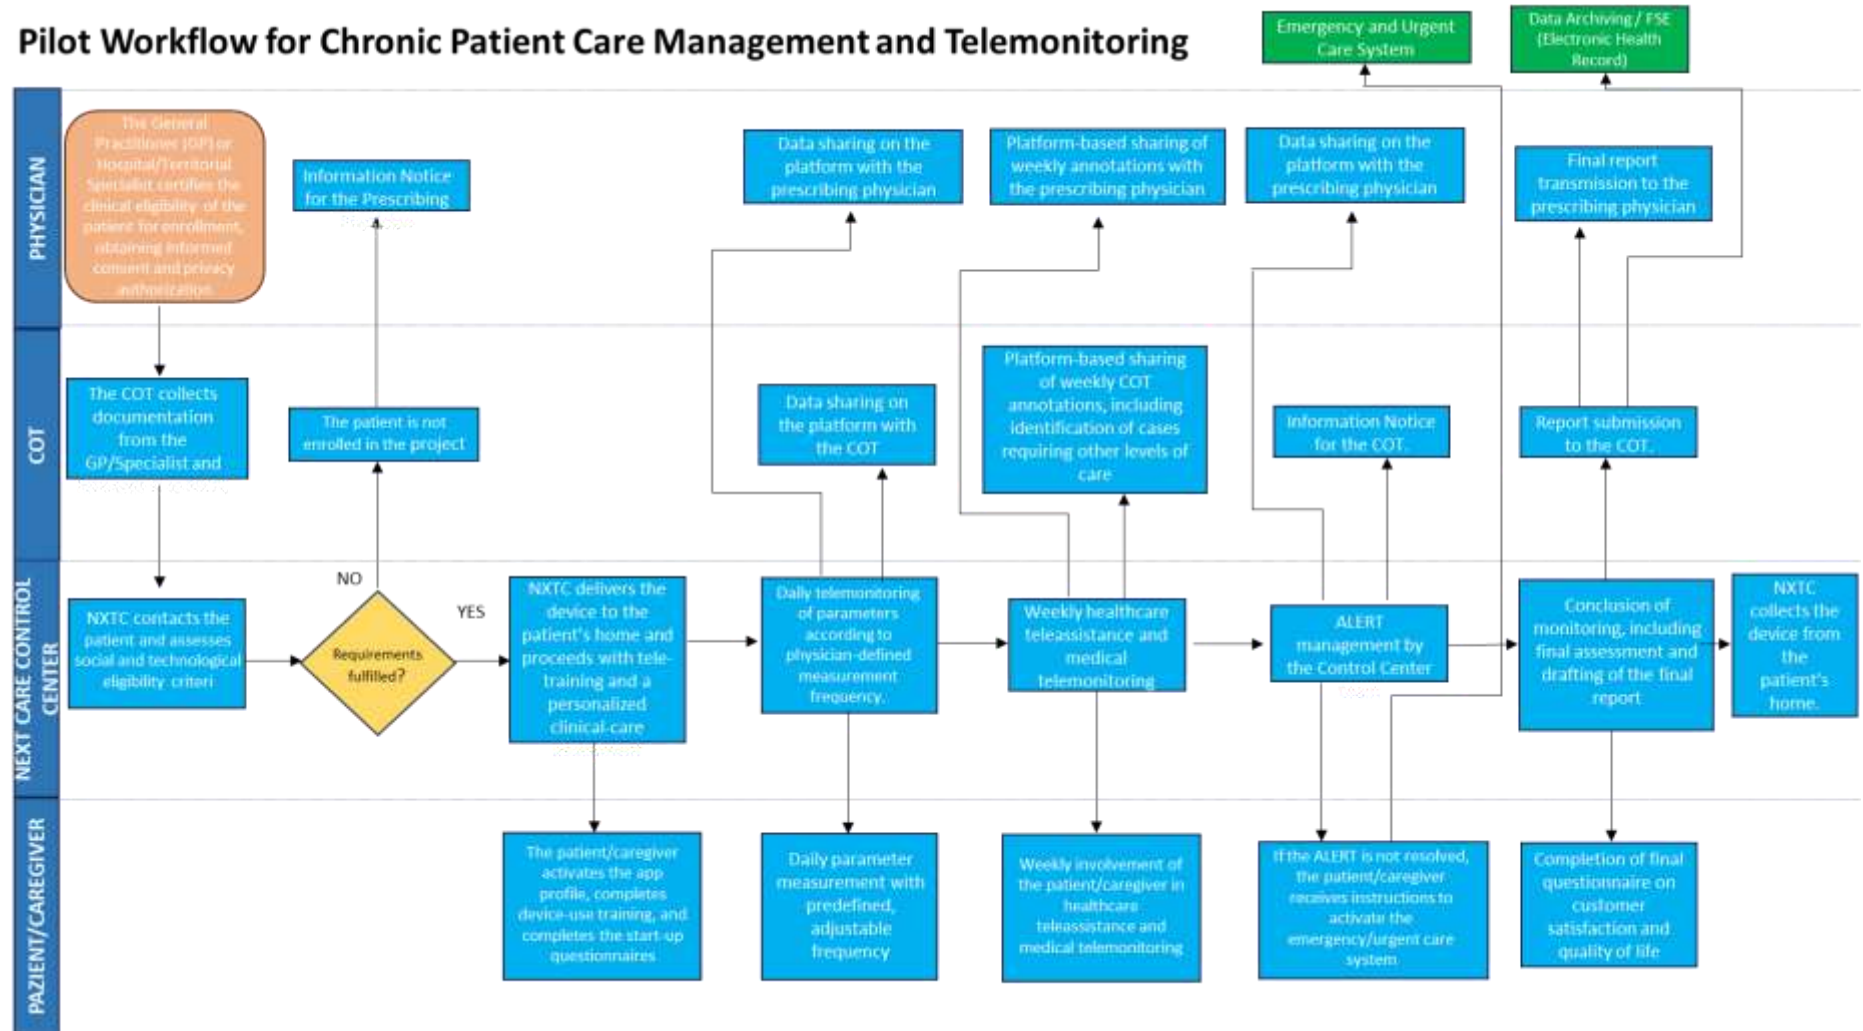 Pilot Workflow for Chronic Patient Care Management and Telemonitoring
Emergency and Urgent
Care System
Data Archiving / FSE
(Electronic Health
Record)
PHYSICIAN
The General
Practitioner (GP) or
Hospital/Territorial
Specialist certifies the
clinical eligibility of the
patient for enrollment,
obtaining informed
consent and privacy
authorization
Information Notice
for the Prescribing
Data sharing on the
platform with the
prescribing physician
Platform-based sharing of
weekly annotations with
the prescribing physician
Data sharing on the
platform with the
prescribing physician
Final report
transmission to the
prescribing physician
COT
The COT collects
documentation
from the
GP/Specialist and
The patient is not
enrolled in the project
Data sharing on
the platform with
the COT
Platform-based sharing
of weekly COT
annotations, including
identification of cases
requiring other levels of
care
Information Notice
for the COT.
Report submission
to the COT.
NEXT CARE CONTROL
CENTER
NXTC contacts the
patient and assesses
social and technological
eligibility criteri
NO
Requirements
fulfilled?
YES
NXTC delivers the
device to the
patient's home and
proceeds with tele-
training and a
personalized
clinical-care
Daily telemonitoring
of parameters
according to
physician-defined
measurement
frequency.
Weekly healthcare
teleassistance and
medical
telemonitoring
ALERT
management by
the Control Center
Conclusion of
monitoring, including
final assessment and
drafting of the final
report
NXTC
collects the
device from
the
patient's
home.
PAZIENT/CAREGIVER
The patient/caregiver
activates the app
profile, completes
device-use training, and
completes the start-up
questionnaires
Daily parameter
measurement with
predefined,
adjustable
frequency
Weekly involvement of
the patient/caregiver in
healthcare
teleassistance and
medical telemonitoring
If the ALERT is not resolved,
the patient/caregiver
receives instructions to
activate the
emergency/urgent care
system
Completion of final
questionnaire on
customer
satisfaction and
quality of life